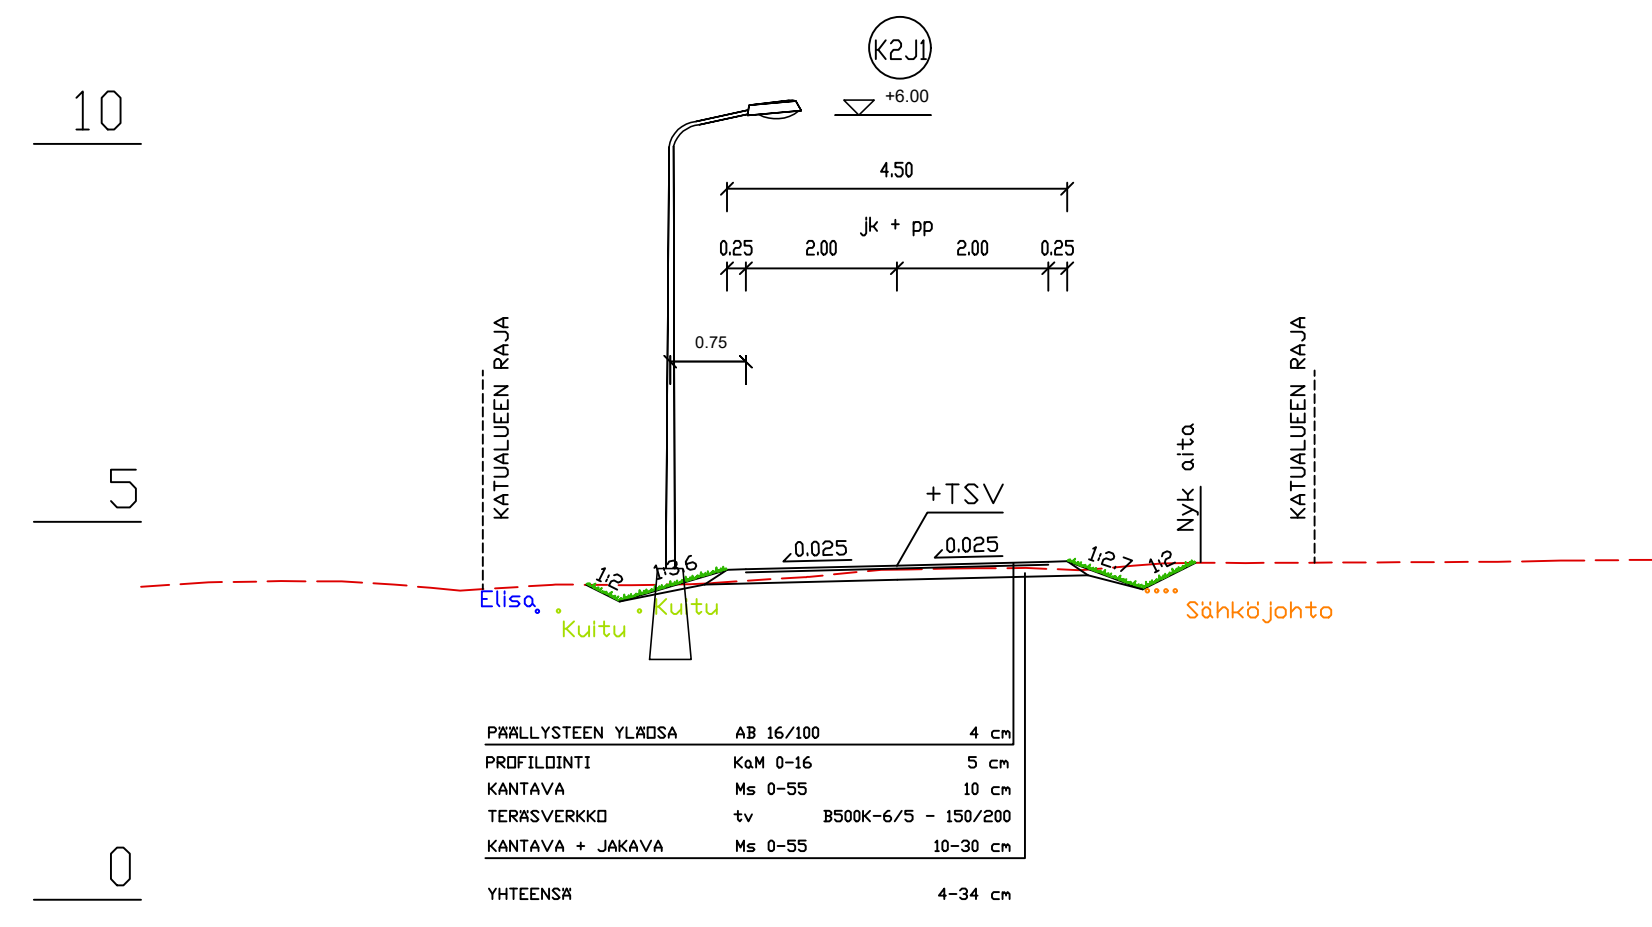 K2J1
+6.00
10
4.50
jk + pp
0.25 2.00 2.00 0.25
0.75
KATUALUEEN RAJA
KATUALUEEN RAJA
Nyk aita
5
+TSV
0.025 0.025
1:2 1:3.6 1:2.7 1:2
Elisa
Kuitu
Kuitu
Sähköjohto
PÄÄLLYSTEEN YLÄOSA AB 16/100 4 cm
PROFILOINTI KaM 0-16 5 cm
KANTAVA Ms 0-55 10 cm
TERÄSVERKKO tv B500K-6/5 - 150/200
KANTAVA + JAKAVA Ms 0-55 10-30 cm
0
YHTEENSÄ 4-34 cm